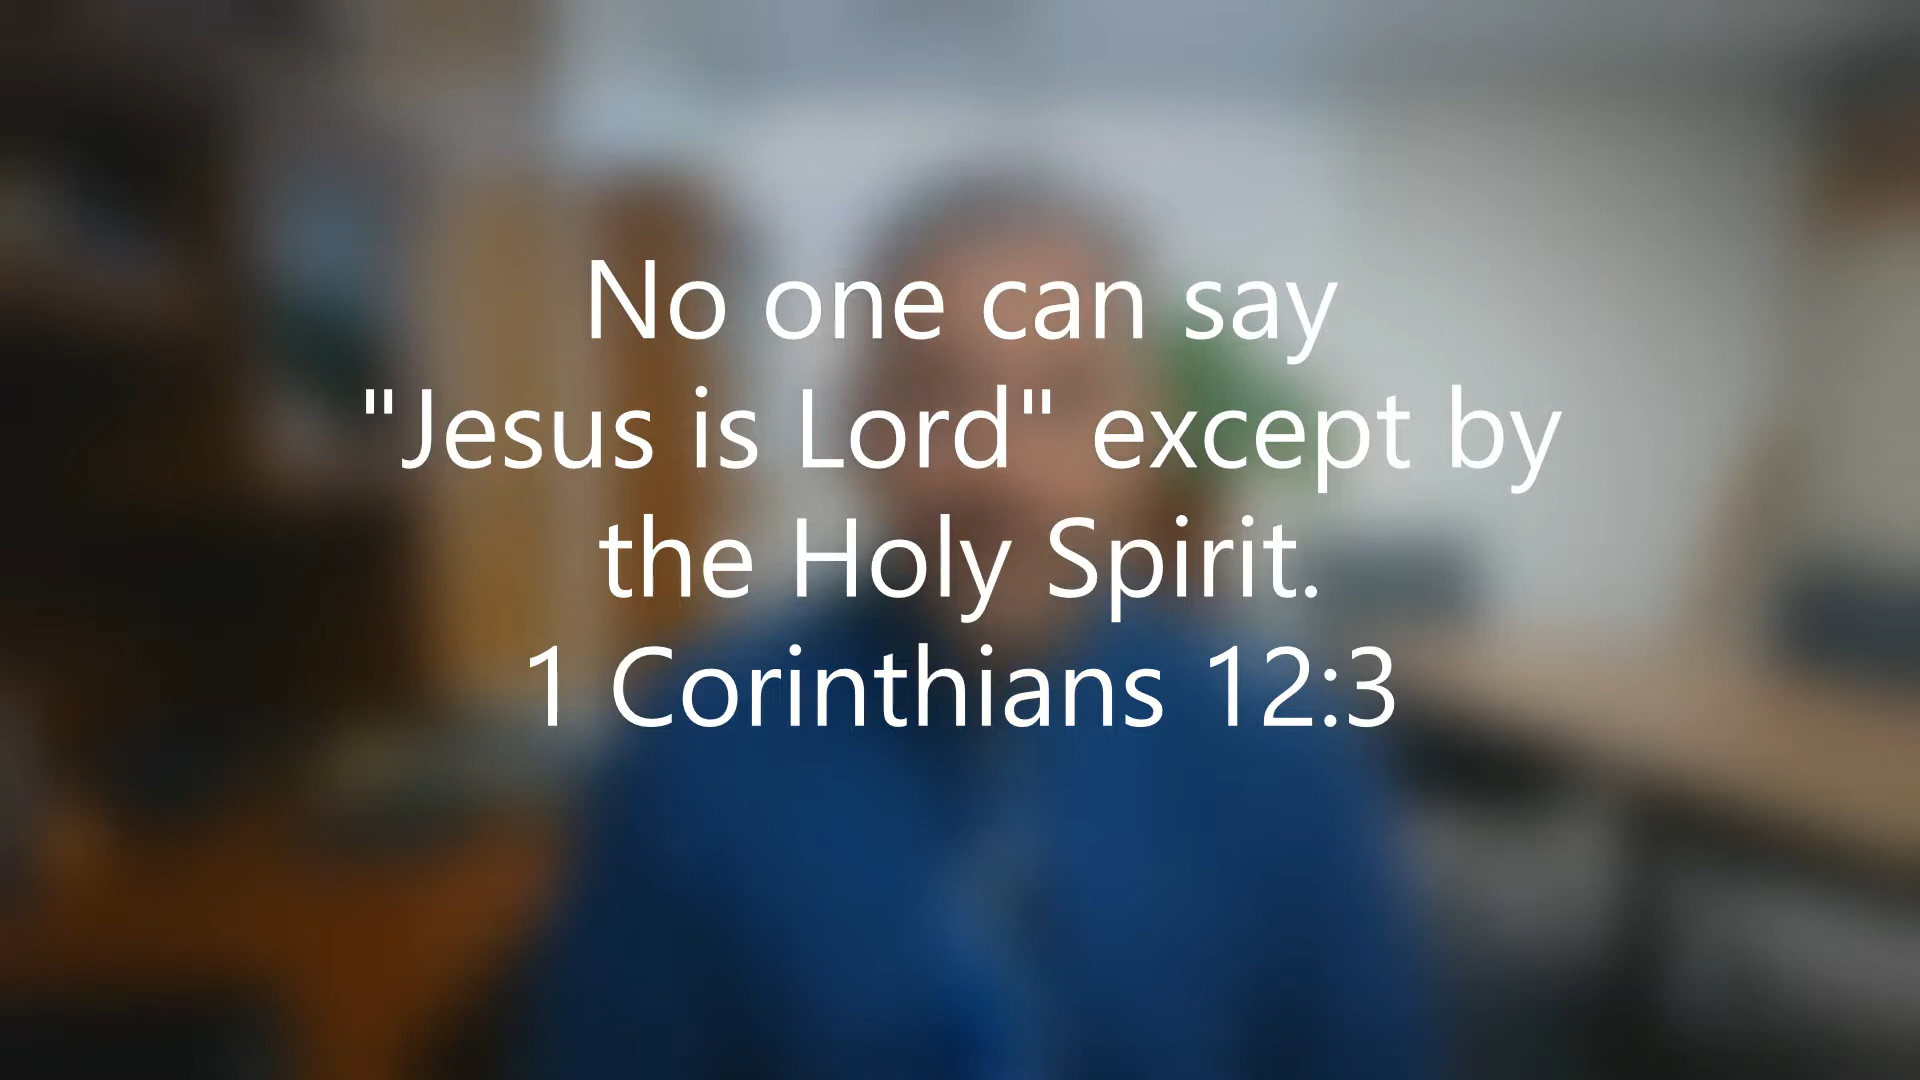 No one can say
"Jesus is Lord" except by
the Holy Spirit.
1 Corinthians 12:3